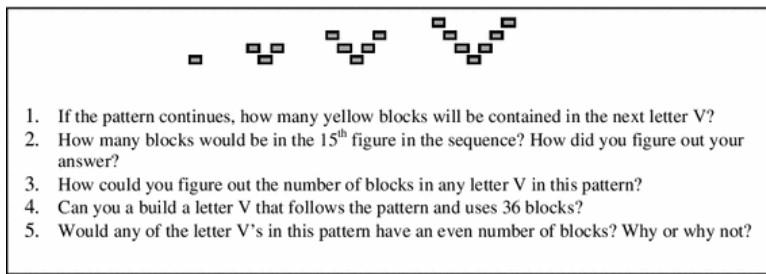 1. If the pattern continues, how many yellow blocks will be contained in the next letter V?
2. How many blocks would be in the 15th figure in the sequence? How did you figure out your
answer?
3. How could you figure out the number of blocks in any letter V in this pattern?
4. Can you a build a letter V that follows the pattern and uses 36 blocks?
5. Would any of the letter V's in this pattern have an even number of blocks? Why or why not?